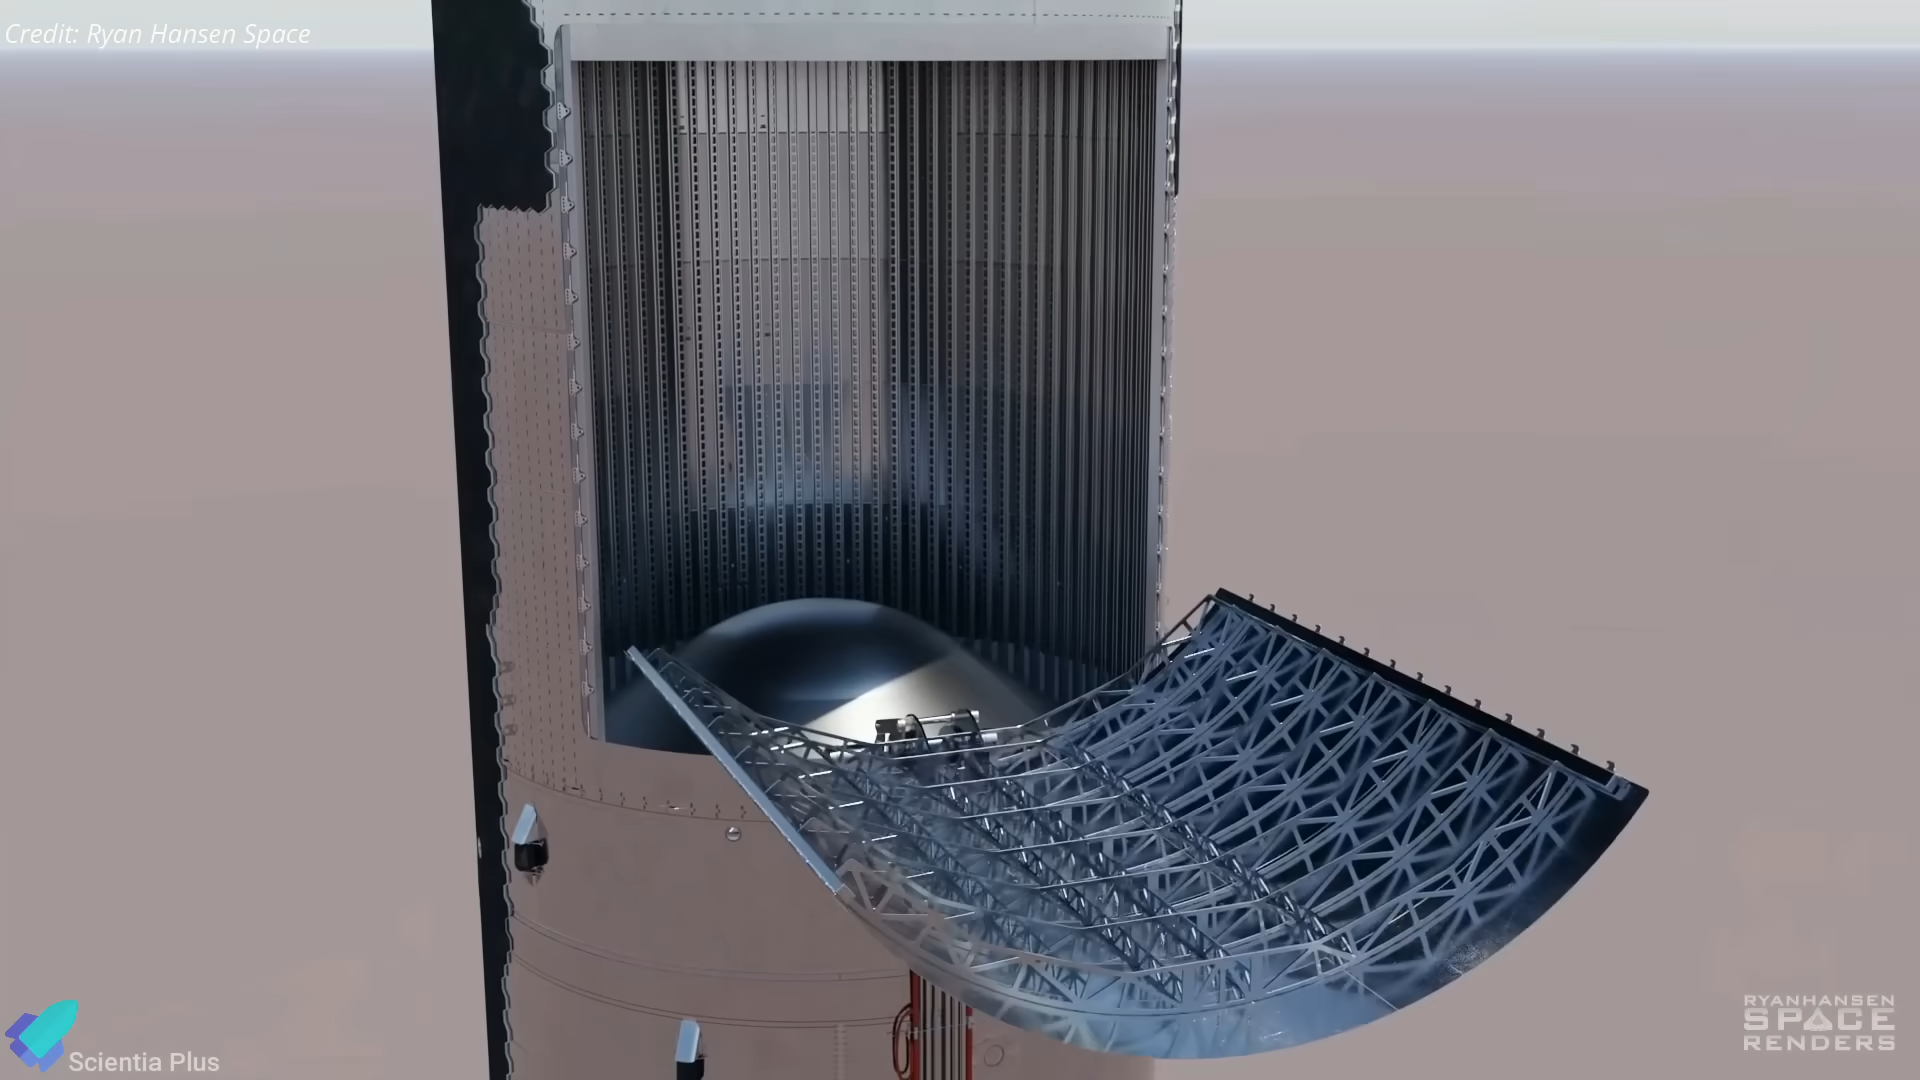 Credit: Ryan Hansen Space
RYANHANSEN
SPACE
RENDERS
Scientia Plus